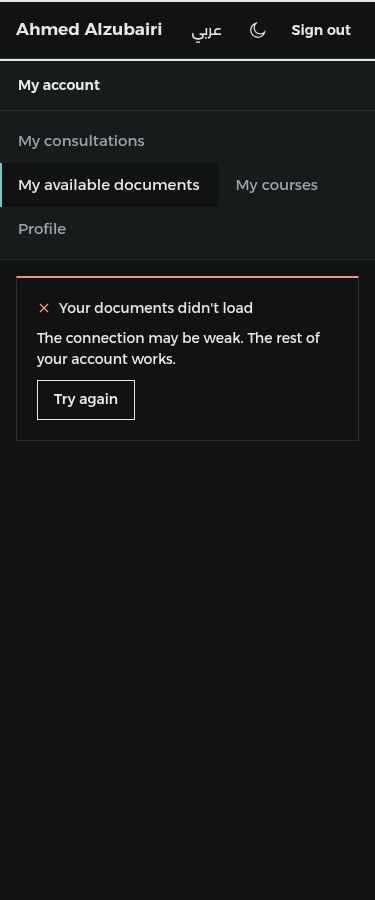 Ahmed Alzubairi عربي Sign out
My account
My consultations
My available documents My courses
Profile
Your documents didn't load
The connection may be weak. The rest of
your account works.
Try again